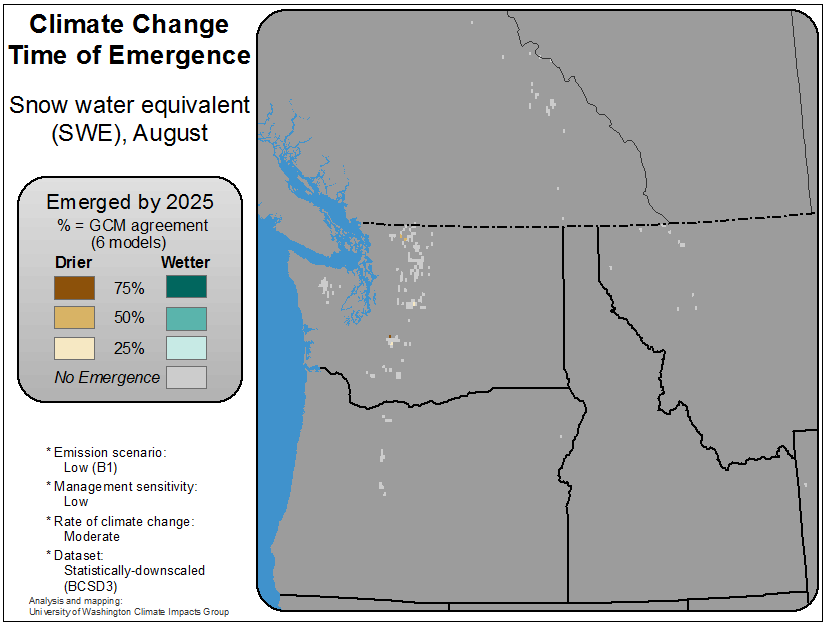 Climate Change
Time of Emergence
Snow water equivalent
(SWE), August
Emerged by 2025
% = GCM agreement
(6 models)
Drier Wetter
75%
50%
25%
No Emergence
* Emission scenario:
Low (B1)
* Management sensitivity:
Low
* Rate of climate change:
Moderate
* Dataset:
Statistically-downscaled
(BCSD3)
Analysis and mapping:
University of Washington Climate Impacts Group